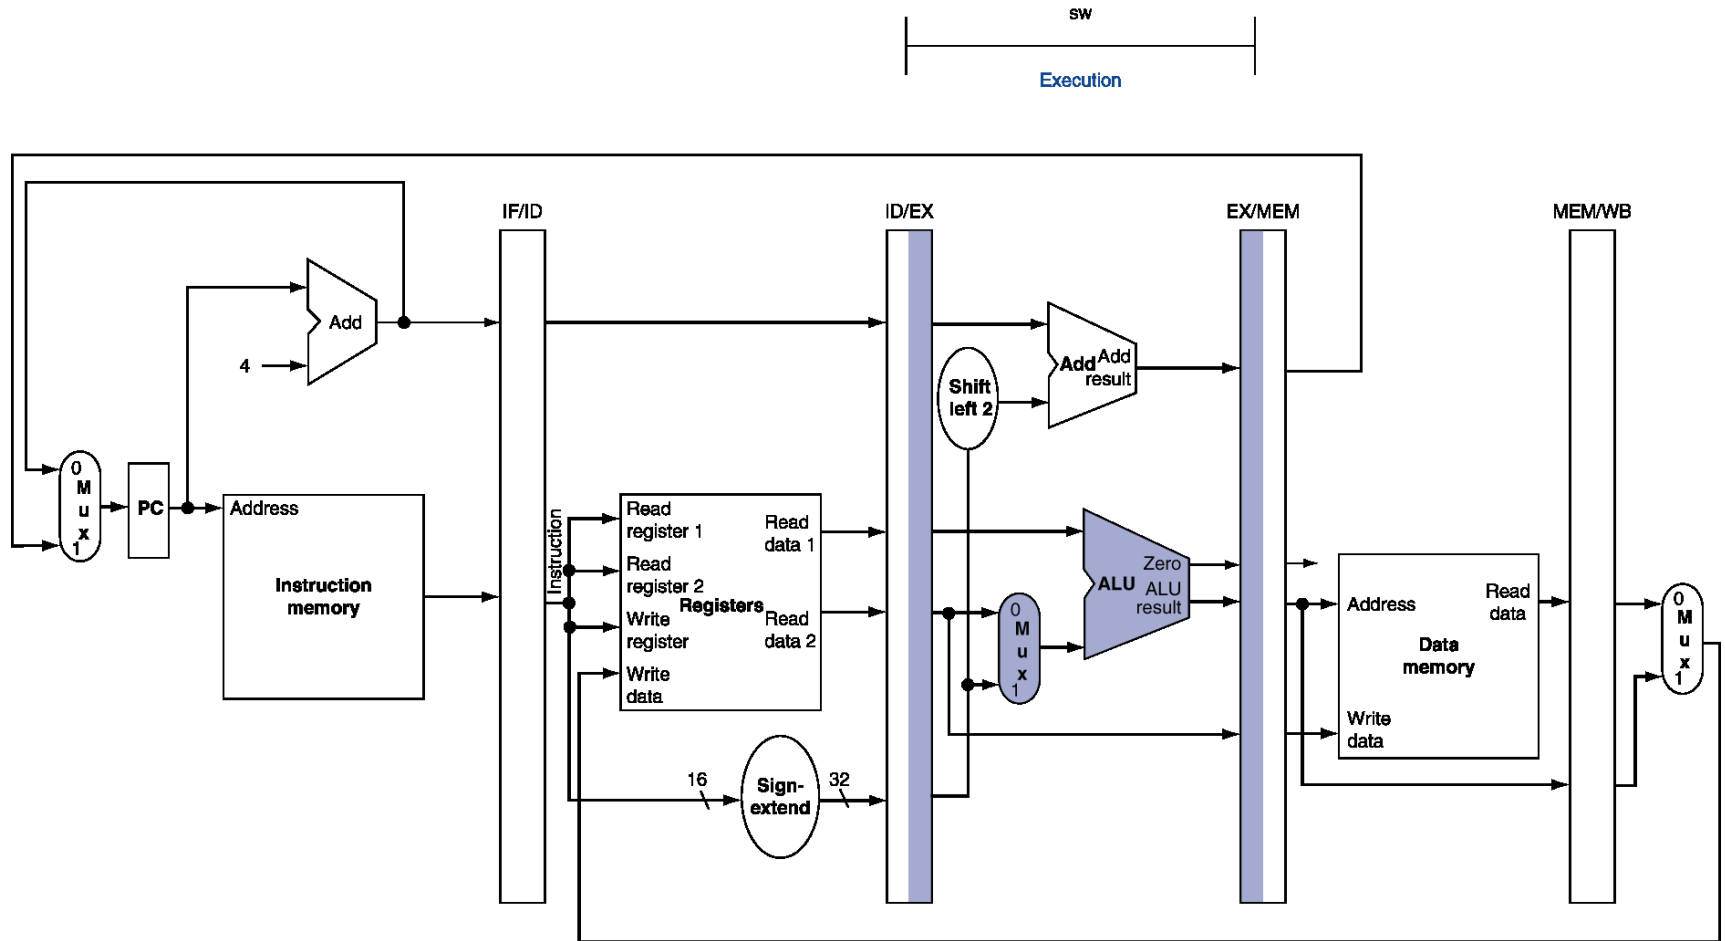 sw
Execution
IF/ID
ID/EX
EX/MEM
MEM/WB
Add
4
Add
Add
result
Shift
left 2
0
M
u
x
1
PC
Address
Instruction
memory
Instruction
Read
register 1
Read
register 2
Write
register
Write
data
Registers
Read
data 1
Read
data 2
16
Sign-
extend
32
0
M
u
x
1
Zero
ALU
ALU
result
Address
Read
data
Data
memory
Write
data
0
M
u
x
1